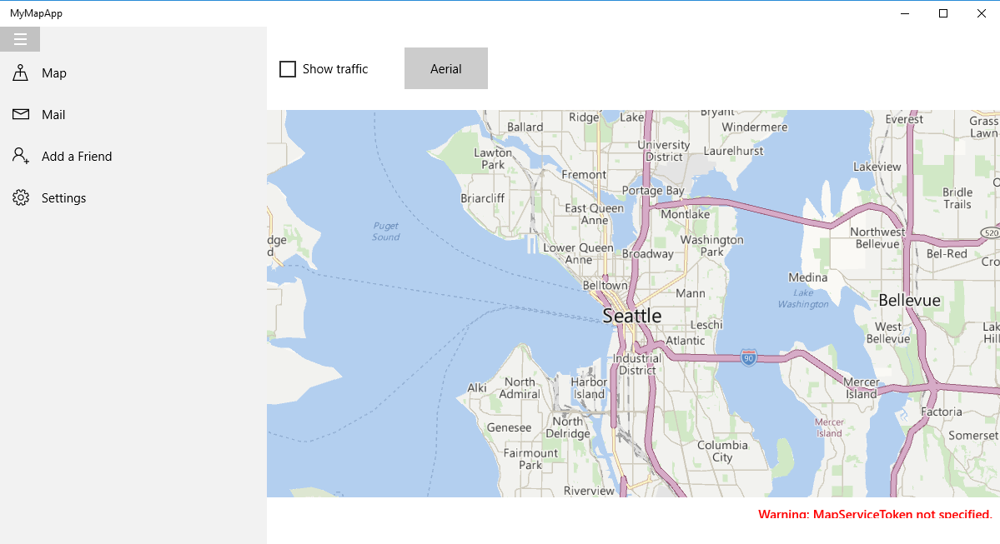 MyMapApp
Map
Mail
Add a Friend
Settings
Show traffic
Aerial
Ballard
Ridge
Lake
Bryant
Windermere
Everest
Grass
Lawn
Lawton
Park
University
District
Laurelhurst
Lakeview
Fremont
Portage Bay
Bridle
Trails
Briarcliff
East Queen
Anne
Montlake
Puget
Sound
520
dge
d
Lower Queen
Anne
Broadway
Washington
Park
Northwest
Bellevue
Bel-Red
Cro
Medina
Belltown
Mann
Lake
Washington
Bellevue
Seattle
Leschi
West
Bellevue
Lak
Hill
Atlantic
Industrial
District
90
Alki
North
Admiral
Harbor
Island
Mercer
Island
Factoria
Genesee
North
Delridge
Mercer
Island
Somerset
Fairmount
Park
Columbia
City
Riverview
Warning: MapServiceToken not specified.